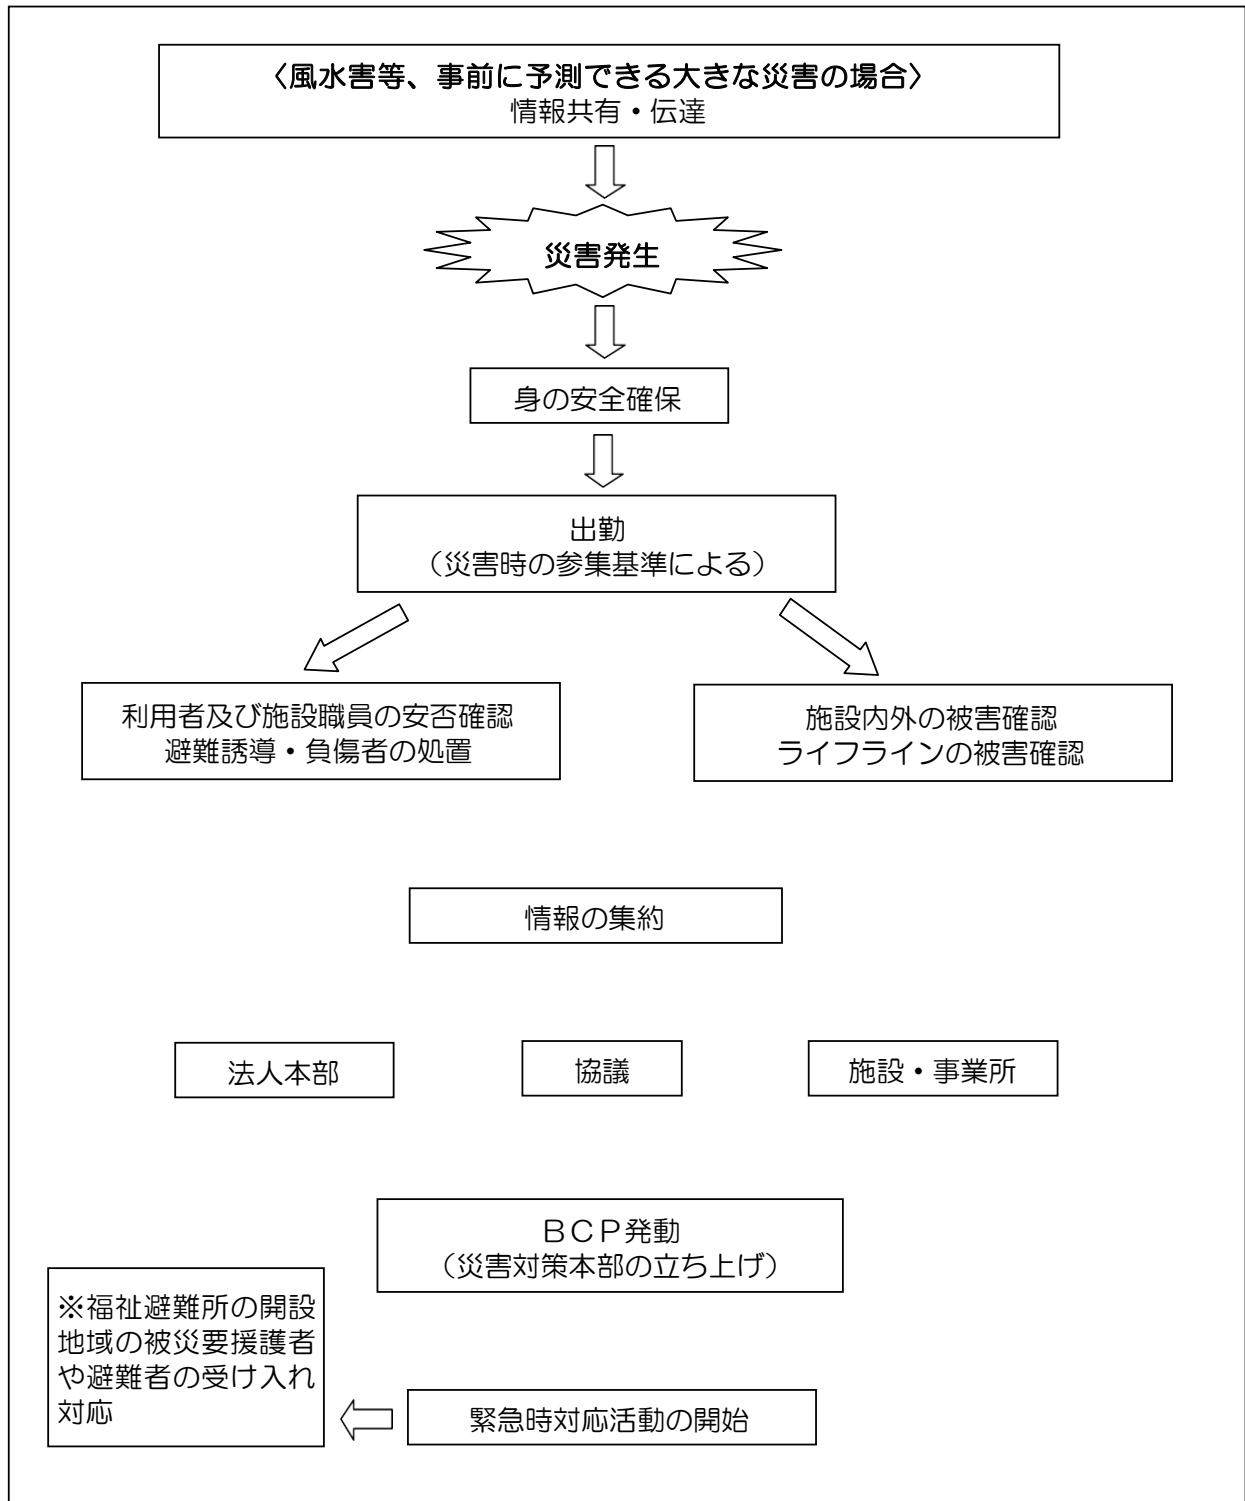 〈風水害等、事前に予測できる大きな災害の場合〉
情報共有・伝達
災害発生
身の安全確保
出勤
（災害時の参集基準による）
利用者及び施設職員の安否確認
避難誘導・負傷者の処置
施設内外の被害確認
ライフラインの被害確認
情報の集約
法人本部
協議
施設・事業所
ＢＣＰ発動
（災害対策本部の立ち上げ）
※福祉避難所の開設
地域の被災要援護者
や避難者の受け入れ
対応
緊急時対応活動の開始